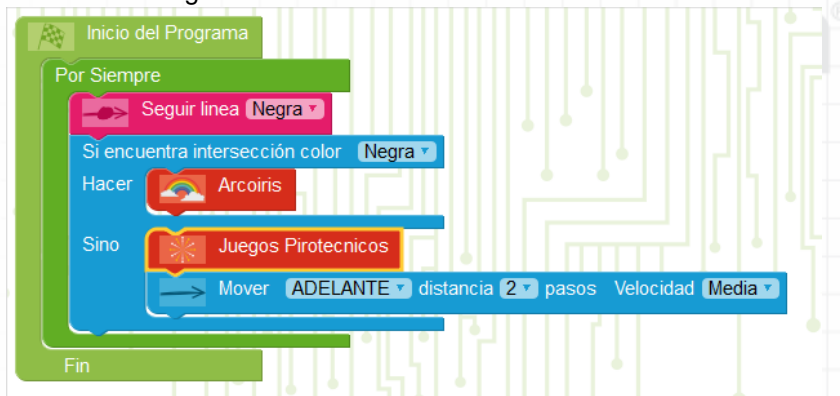 Inicio del Programa
Por Siempre
Seguir linea Negra
Si encuentra intersección color Negra
Hacer Arcoiris
Sino Juegos Pirotecnicos
Mover ADELANTE distancia 2 pasos Velocidad Media
Fin